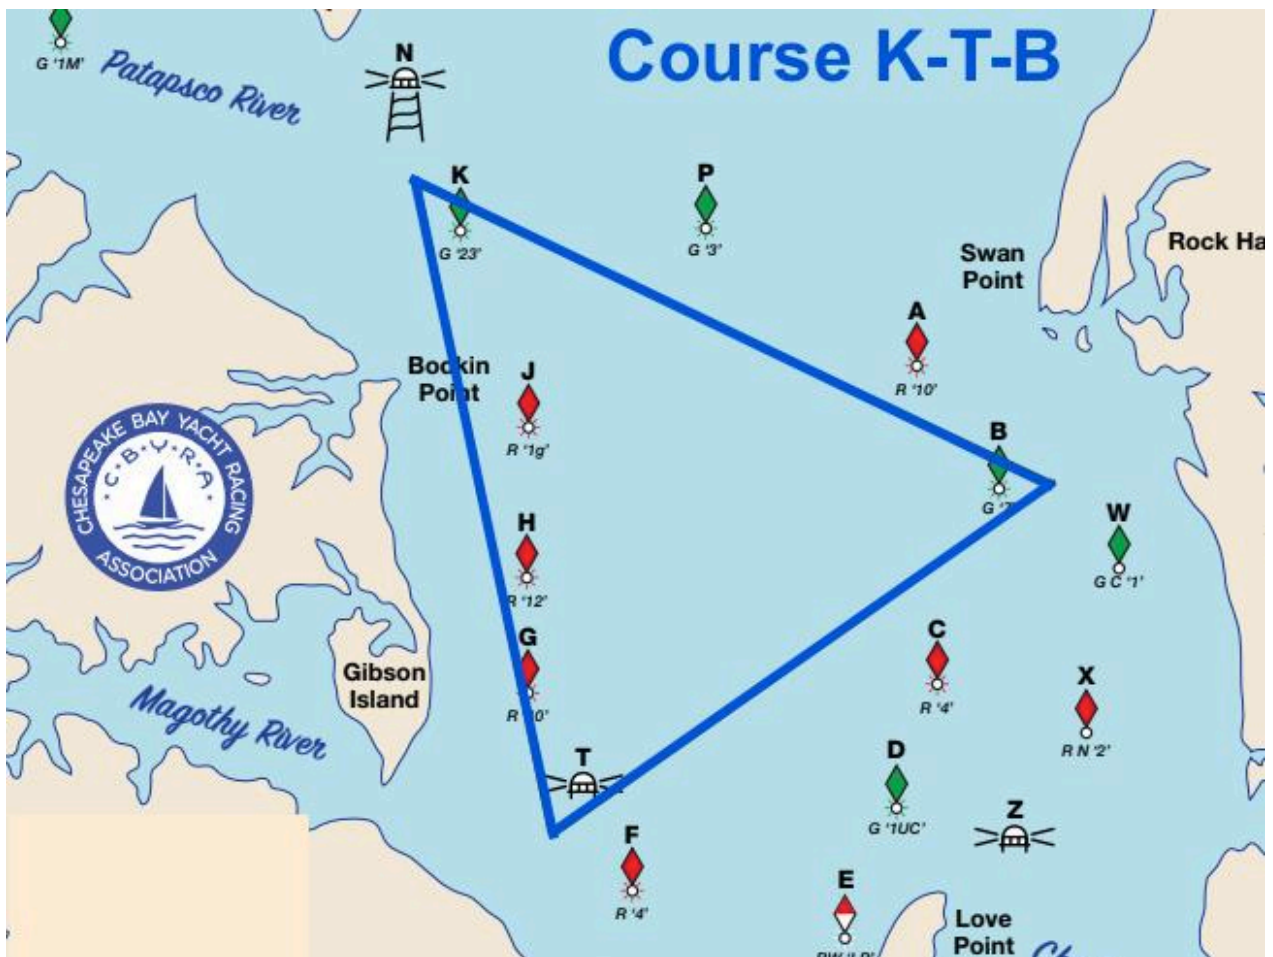 Course K-T-B
N
G '1M'
Patapsco River
K
P
G '23'
G '3'
Swan
Point
Rock Ha
A
R '10'
Bodkin
Point
J
R '1g'
CHESAPEAKE BAY YACHT RACING
ASSOCIATION
C·B·Y·R·A
B
G '7'
W
G C '1'
H
R '12'
G
Gibson
Island
C
R '4'
X
R N '2'
Magothy River
T
D
G '1UC'
Z
F
R '4'
E
Love
Point